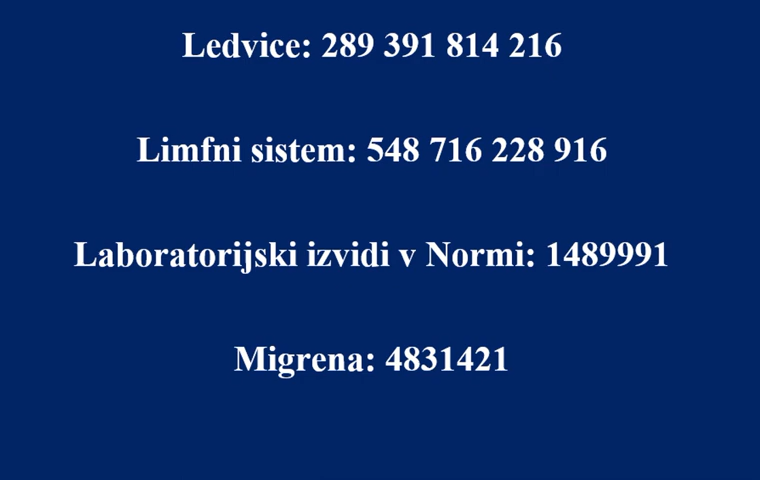 Ledvice: 289 391 814 216
Limfni sistem: 548 716 228 916
Laboratorijski izvidi v Normi: 1489991
Migrena: 4831421